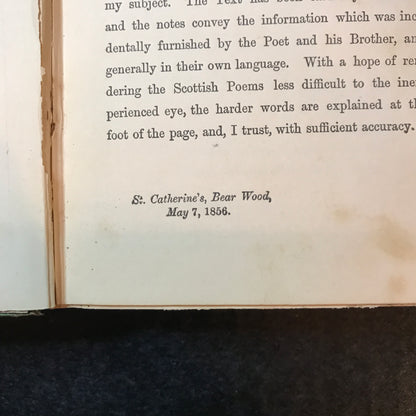 my subject. The Text has been
and the notes convey the information which was inci
dentally furnished by the Poet and his Brother, an
generally in their own language. With a hope of ren
dering the Scottish Poems less difficult to the inex
perienced eye, the harder words are explained at th
foot of the page, and, I trust, with sufficient accuracy.
St. Catherine's, Bear Wood,
May 7, 1856.